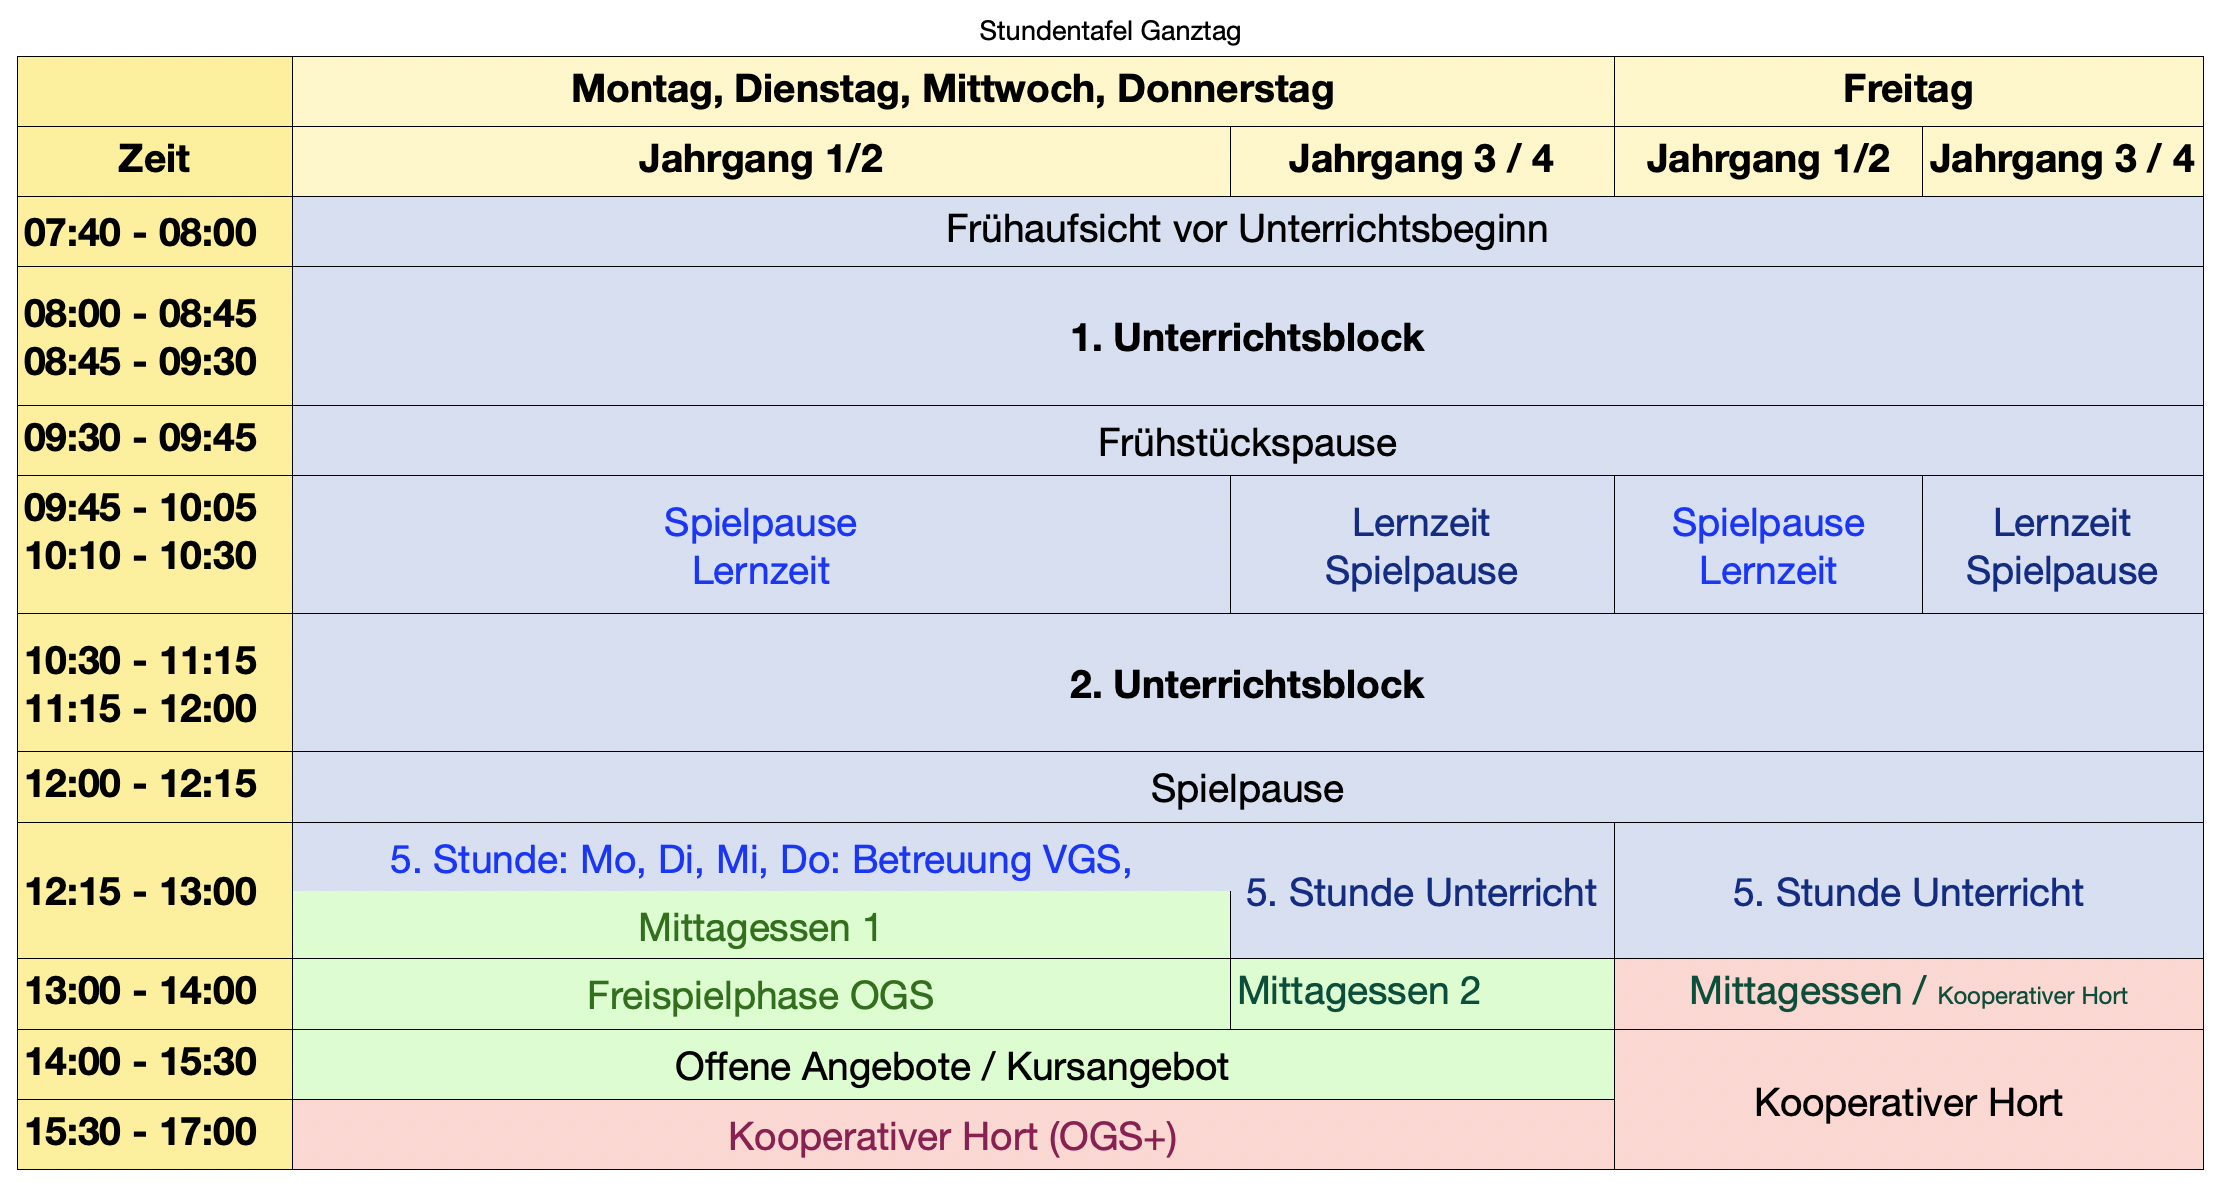 Stundentafel Ganztag
Montag, Dienstag, Mittwoch, Donnerstag
Freitag
Zeit
Jahrgang 1/2
Jahrgang 3 / 4
Jahrgang 1/2
Jahrgang 3 / 4
07:40 - 08:00
Frühaufsicht vor Unterrichtsbeginn
08:00 - 08:45
08:45 - 09:30
1. Unterrichtsblock
09:30 - 09:45
Frühstückspause
09:45 - 10:05
10:10 - 10:30
Spielpause
Lernzeit
Lernzeit
Spielpause
Spielpause
Lernzeit
Lernzeit
Spielpause
10:30 - 11:15
11:15 - 12:00
2. Unterrichtsblock
12:00 - 12:15
Spielpause
12:15 - 13:00
5. Stunde: Mo, Di, Mi, Do: Betreuung VGS,
Mittagessen 1
5. Stunde Unterricht
5. Stunde Unterricht
13:00 - 14:00
Freispielphase OGS
Mittagessen 2
Mittagessen / Kooperativer Hort
14:00 - 15:30
Offene Angebote / Kursangebot
Kooperativer Hort
15:30 - 17:00
Kooperativer Hort (OGS+)